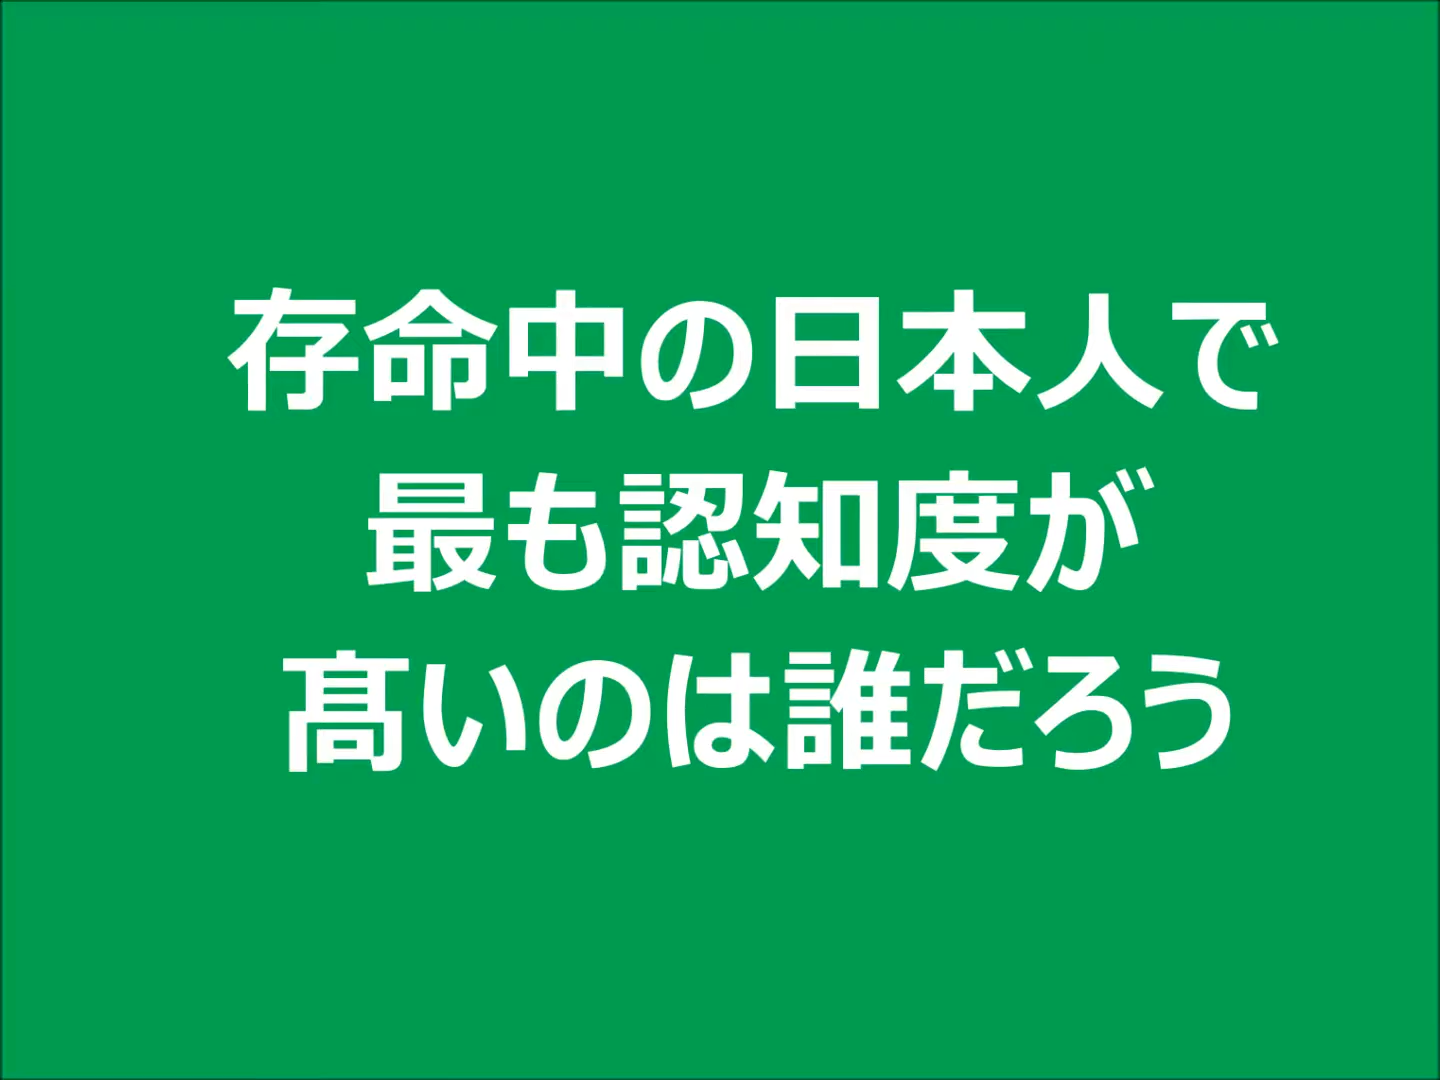 存命中の日本人で
最も認知度が
髙いのは誰だろう